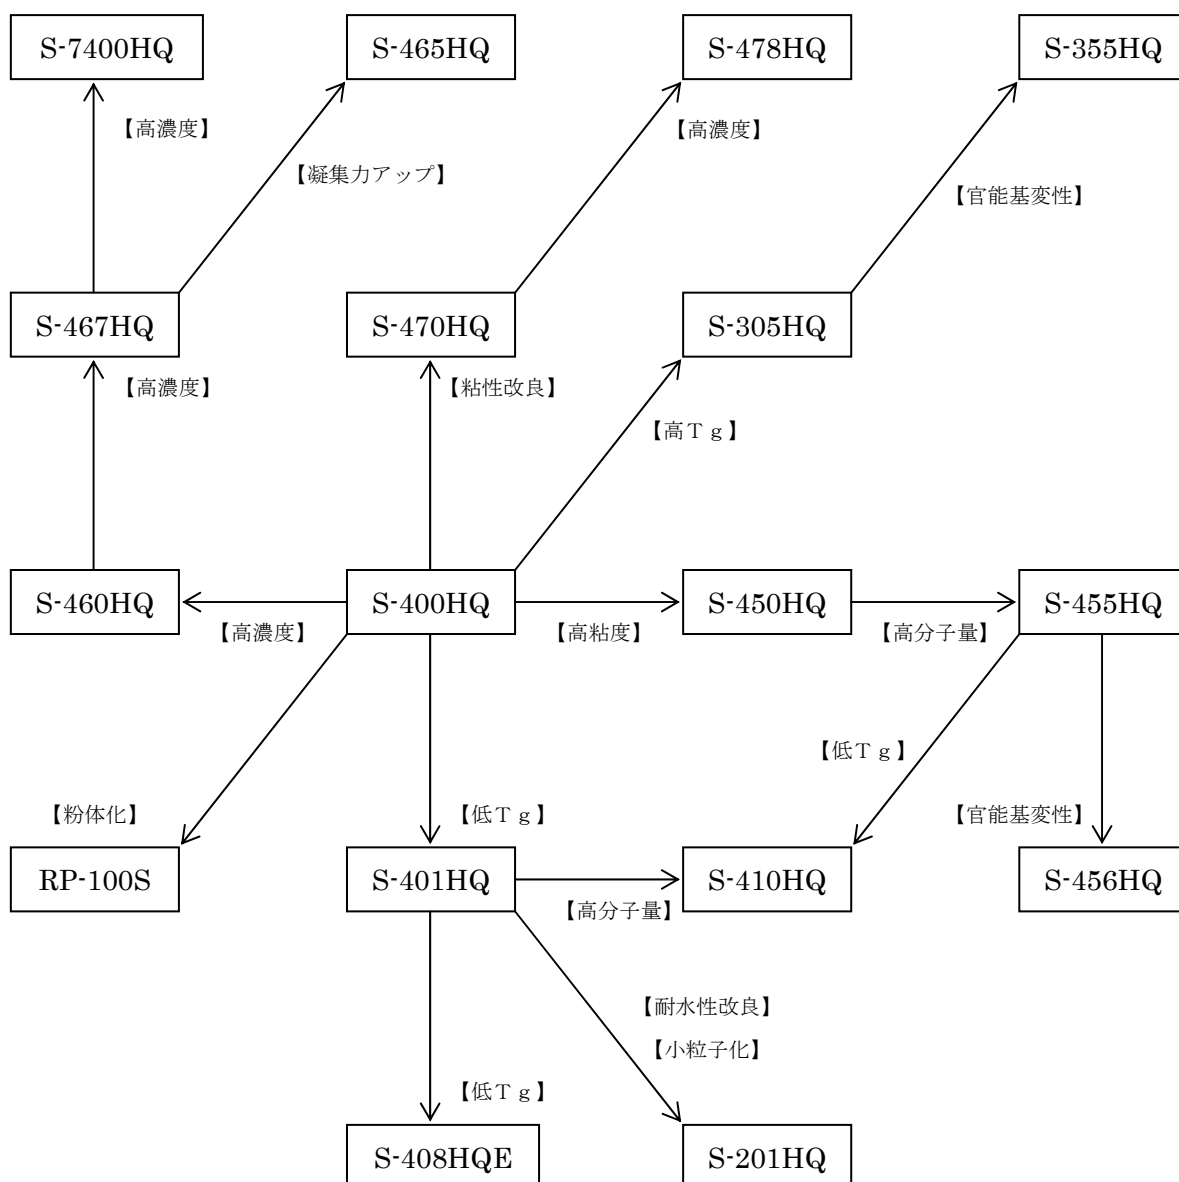 S-7400HQ
S-465HQ
S-478HQ
S-355HQ
【高濃度】
【高濃度】
【凝集力アップ】
【官能基変性】
S-467HQ
S-470HQ
S-305HQ
【高濃度】
【粘性改良】
【高Ｔｇ】
S-460HQ
S-400HQ
S-450HQ
S-455HQ
【高濃度】
【高粘度】
【高分子量】
【低Ｔｇ】
【粉体化】
【低Ｔｇ】
【官能基変性】
RP-100S
S-401HQ
S-410HQ
S-456HQ
【高分子量】
【耐水性改良】
【小粒子化】
【低Ｔｇ】
S-408HQE
S-201HQ